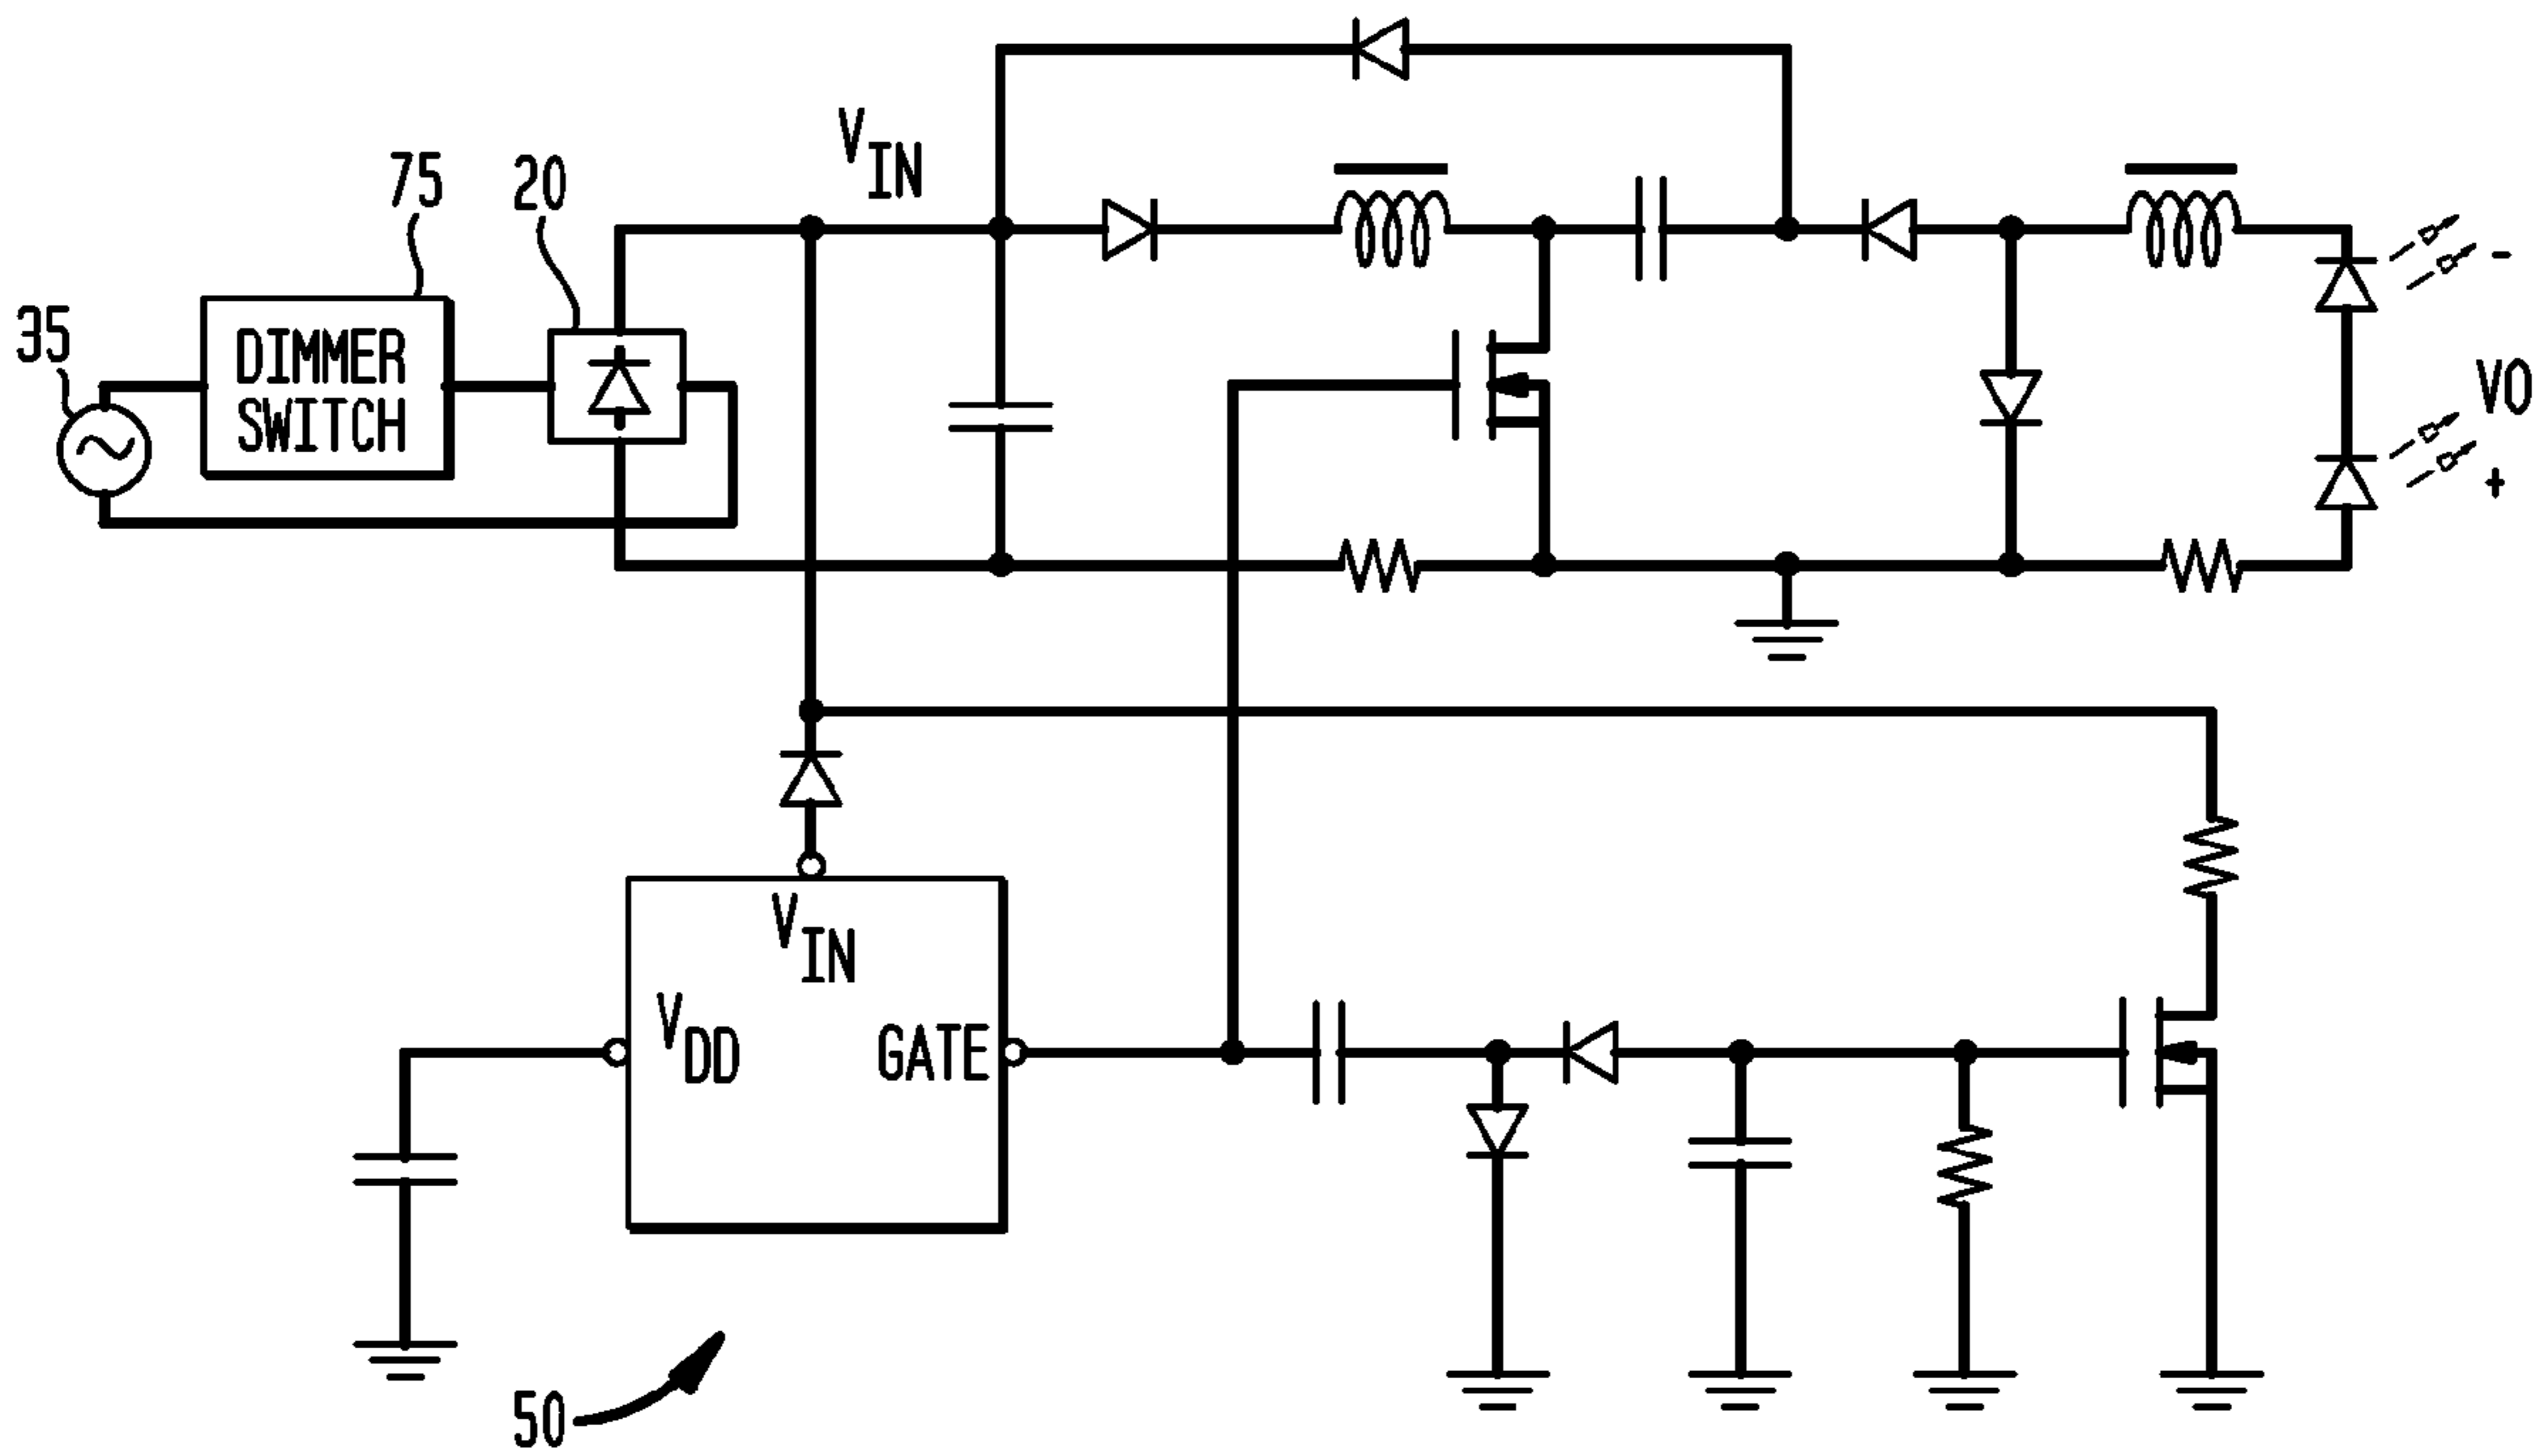 V_IN
75
20
35
DIMMER
SWITCH
-
VO
+
V_IN
V_DD
GATE
50